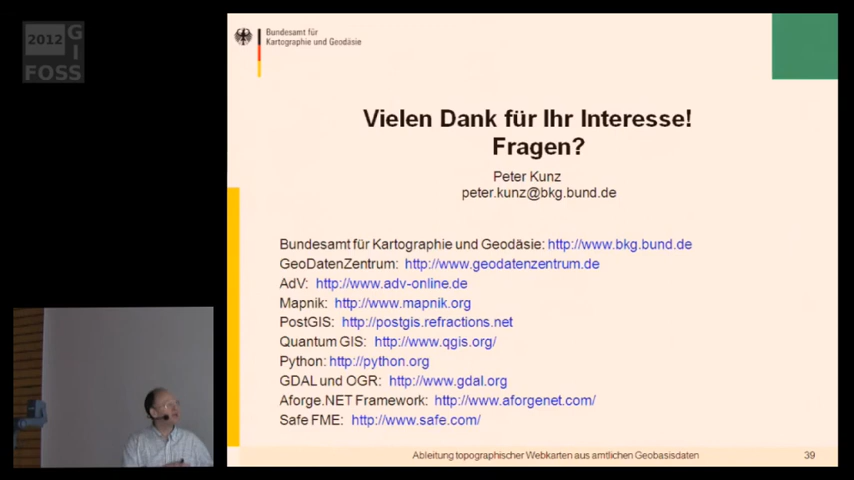 2012
G
I
FOSS
Bundesamt für
Kartographie und Geodäsie
Vielen Dank für Ihr Interesse!
Fragen?
Peter Kunz
peter.kunz@bkg.bund.de
Bundesamt für Kartographie und Geodäsie: http://www.bkg.bund.de
GeoDatenZentrum: http://www.geodatenzentrum.de
AdV: http://www.adv-online.de
Mapnik: http://www.mapnik.org
PostGIS: http://postgis.refractions.net
Quantum GIS: http://www.qgis.org/
Python: http://python.org
GDAL und OGR: http://www.gdal.org
Aforge.NET Framework: http://www.aforgenet.com/
Safe FME: http://www.safe.com/
Ableitung topographischer Webkarten aus amtlichen Geobasisdaten 39